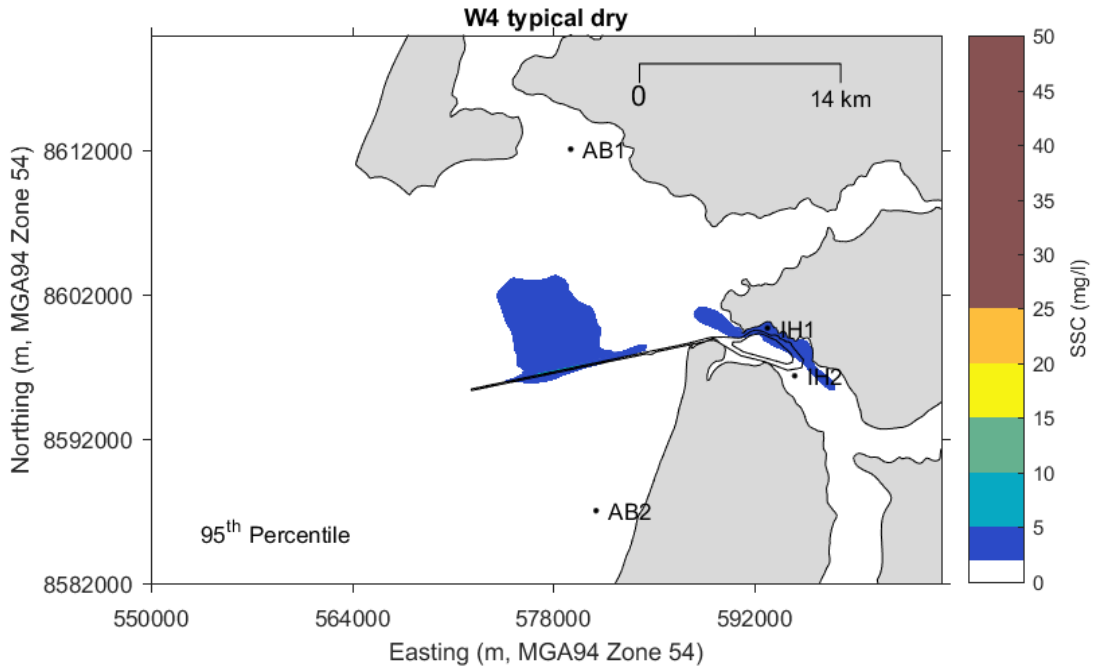 W4 typical dry
0
14 km
AB1
IH1
IH2
AB2
95th Percentile
8612000
8602000
8592000
8582000
Northing (m, MGA94 Zone 54)
550000 564000 578000 592000
Easting (m, MGA94 Zone 54)
50
45
40
35
30
25
20
15
10
5
0
SSC (mg/l)